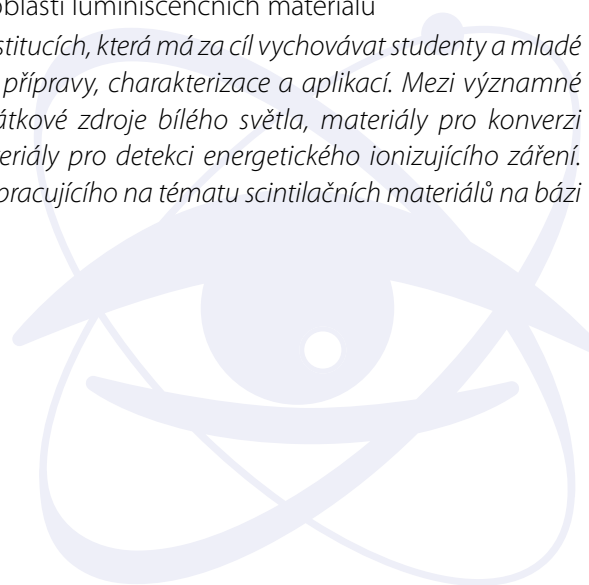 oblasti luminiscenčních materiálů
stitucích, která má za cíl vychovávat studenty a mladé
přípravy, charakterizace a aplikací. Mezi významné
átkové zdroje bílého světla, materiály pro konverzi
eriály pro detekci energetického ionizujícího záření.
pracujícího na tématu scintilačních materiálů na bázi